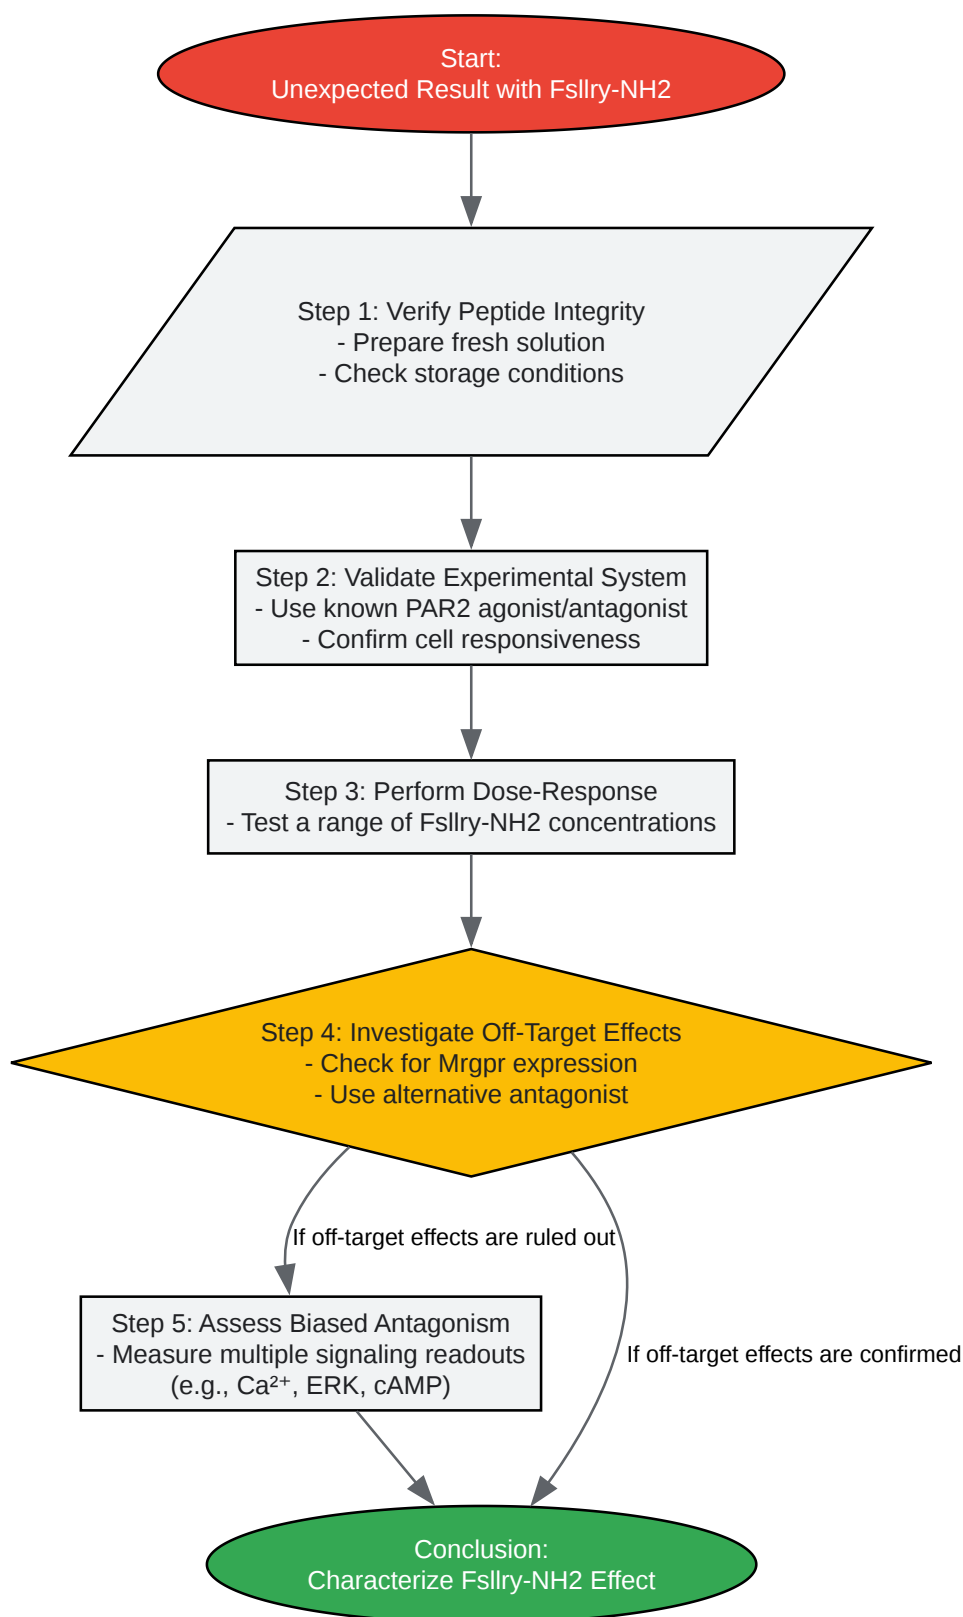 Start:
Unexpected Result with Fsllry-NH2
Step 1: Verify Peptide Integrity
- Prepare fresh solution
- Check storage conditions
Step 2: Validate Experimental System
- Use known PAR2 agonist/antagonist
- Confirm cell responsiveness
Step 3: Perform Dose-Response
- Test a range of Fsllry-NH2 concentrations
Step 4: Investigate Off-Target Effects
- Check for Mrgpr expression
- Use alternative antagonist
If off-target effects are ruled out
Step 5: Assess Biased Antagonism
- Measure multiple signaling readouts
(e.g., Ca²⁺, ERK, cAMP)
If off-target effects are confirmed
Conclusion:
Characterize Fsllry-NH2 Effect